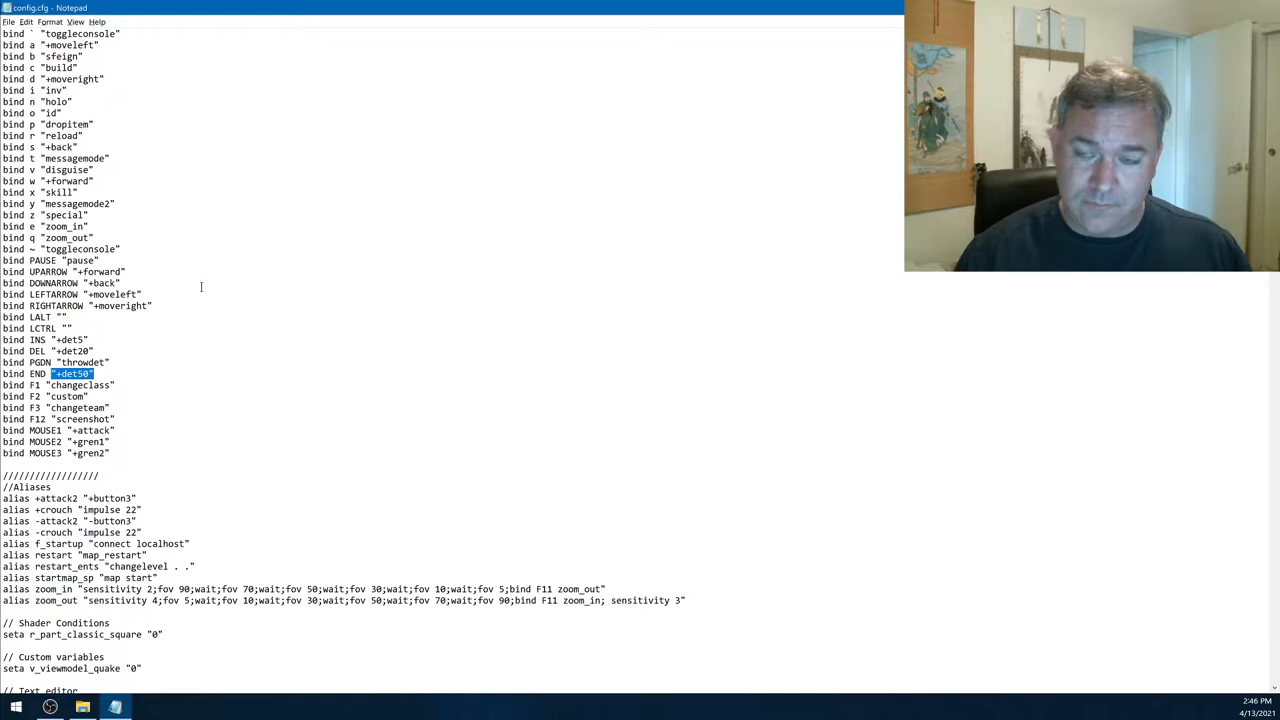 config.cfg - Notepad
File Edit Format View Help
bind ` "toggleconsole"
bind a "+moveleft"
bind b "sfeign"
bind c "build"
bind d "+moveright"
bind i "inv"
bind n "holo"
bind o "id"
bind p "dropitem"
bind r "reload"
bind s "+back"
bind t "messagemode"
bind v "disguise"
bind w "+forward"
bind x "skill"
bind y "messagemode2"
bind z "special"
bind e "zoom_in"
bind q "zoom_out"
bind ~ "toggleconsole"
bind PAUSE "pause"
bind UPARROW "+forward"
bind DOWNARROW "+back"
bind LEFTARROW "+moveleft"
bind RIGHTARROW "+moveright"
bind LALT ""
bind LCTRL ""
bind INS "+det5"
bind DEL "+det20"
bind PGDN "throwdet"
bind END "+det50"
bind F1 "changeclass"
bind F2 "custom"
bind F3 "changeteam"
bind F12 "screenshot"
bind MOUSE1 "+attack"
bind MOUSE2 "+gren1"
bind MOUSE3 "+gren2"
//////////////////
//Aliases
alias +attack2 "+button3"
alias +crouch "impulse 22"
alias -attack2 "-button3"
alias -crouch "impulse 22"
alias f_startup "connect localhost"
alias restart "map_restart"
alias restart_ents "changelevel . ."
alias startmap_sp "map start"
alias zoom_in "sensitivity 2;fov 90;wait;fov 70;wait;fov 50;wait;fov 30;wait;fov 10;wait;fov 5;bind F11 zoom_out"
alias zoom_out "sensitivity 4;fov 5;wait;fov 10;wait;fov 30;wait;fov 50;wait;fov 70;wait;fov 90;bind F11 zoom_in; sensitivity 3"
// Shader Conditions
seta r_part_classic_square "0"
// Custom variables
seta v_viewmodel_quake "0"
// Text editor
2:46 PM
4/13/2021